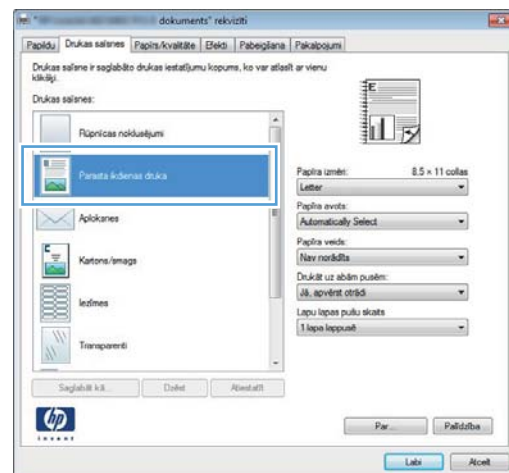 dokuments" rekvizīti
Papildu Drukas saīsnes Papīrs/kvalitāte Efekti Pabeigšana Pakalpojumi
Drukas saīsne ir saglabāto drukas iestatījumu kopums, ko var atlasīt ar vienu
klikšķi.
Drukas saīsnes:
Rūpnīcas noklusējumi
Parasta ikdienas druka
Aploksnes
Kartons/smags
Iezīmes
Transparenti
Papīra izmēri: 8.5 × 11 collas
Letter
Papīra avots:
Automatically Select
Papīra veids:
Nav norādīts
Drukāt uz abām pusēm:
Jā, apvērst otrādi
Lapu lapas pušu skaits
1 lapa lappusē
Saglabāt kā... Dzēst Atiestatīt
hp
invent
Par... Palīdzība
Labi Atcelt